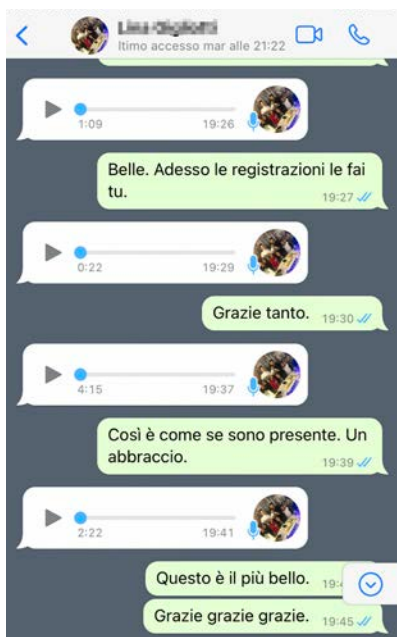 ltimo accesso mar alle 21:22
1:09 19:26
Belle. Adesso le registrazioni le fai
tu.
19:27
0:22 19:29
Grazie tanto. 19:30
4:15 19:37
Così è come se sono presente. Un
abbraccio.
19:39
2:22 19:41
Questo è il più bello.
Grazie grazie grazie. 19:45